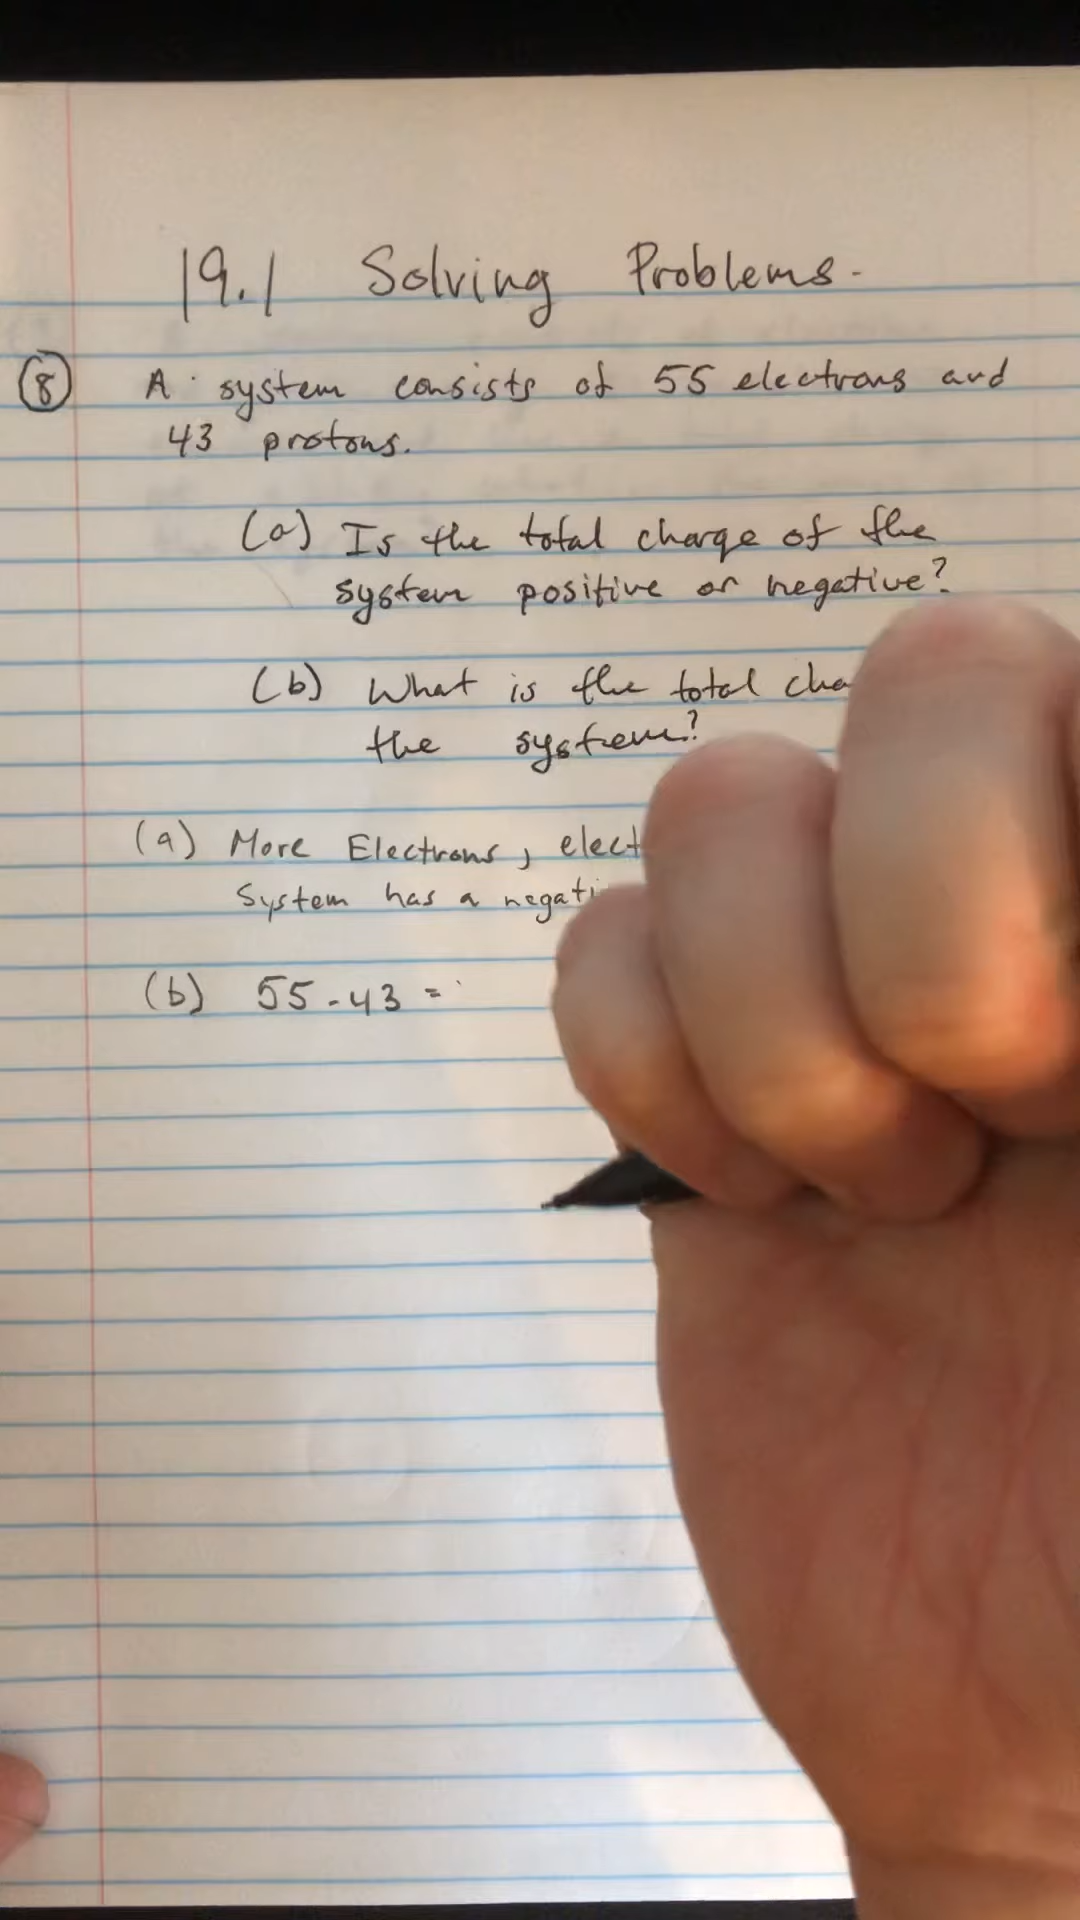 19.1 Solving Problems.
8 A system consists of 55 electrons and
43 protons.
(a) Is the total charge of the
system positive or negative?
(b) What is the total cha
the system?
(a) More Electrons, elect
System has a negati
(b) 55-43 =